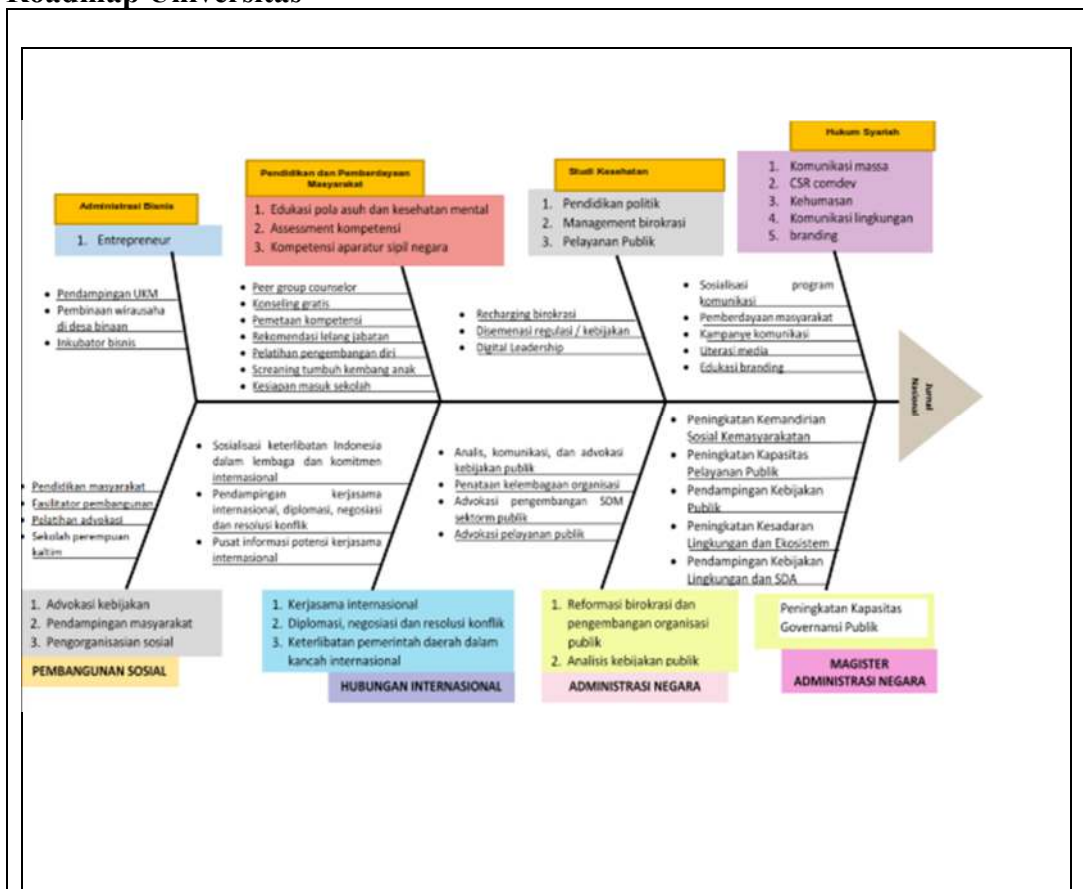 Roadmap Universitas
Hukum Syariah
1. Komunikasi massa
2. CSR comdev
3. Kehumasan
4. Komunikasi lingkungan
5. branding
Pendidikan dan Pemberdayaan
Masyarakat
1. Edukasi pola asuh dan kesehatan mental
2. Assessment kompetensi
3. Kompetensi aparatur sipil negara
Studi Kesehatan
1. Pendidikan politik
2. Management birokrasi
3. Pelayanan Publik
Administrasi Bisnis
1. Entrepreneur
• Pendampingan UKM
• Pembinaan wirausaha
di desa binaan
• Inkubator bisnis
• Peer group counselor
• Konseling gratis
• Pemetaan kompetensi
• Rekomendasi lelang jabatan
• Pelatihan pengembangan diri
• Screaning tumbuh kembang anak
• Kesiapan masuk sekolah
• Recharging birokrasi
• Disemenasi regulasi / kebijakan
• Digital Leadership
• Sosialisasi program
komunikasi
• Pemberdayaan masyarakat
• Kampanye komunikasi
• Literasi media
• Edukasi branding
Jurnal
Nasional
• Pendidikan masyarakat
• Fasilitator pembangunan
• Pelatihan advokasi
• Sekolah perempuan
kaltim
• Sosialisasi keterlibatan Indonesia
dalam lembaga dan komitmen
internasional
• Pendampingan kerjasama
internasional, diplomasi, negosiasi
dan resolusi konflik
• Pusat informasi potensi kerjasama
internasional
• Analis, komunikasi, dan advokasi
kebijakan publik
• Penataan kelembagaan organisasi
• Advokasi pengembangan SDM
sektorm publik
• Advokasi pelayanan publik
• Peningkatan Kemandirian
Sosial Kemasyarakatan
• Peningkatan Kapasitas
Pelayanan Publik
• Pendampingan Kebijakan
Publik
• Peningkatan Kesadaran
Lingkungan dan Ekosistem
• Pendampingan Kebijakan
Lingkungan dan SDA
1. Advokasi kebijakan
2. Pendampingan masyarakat
3. Pengorganisasian sosial
PEMBANGUNAN SOSIAL
1. Kerjasama internasional
2. Diplomasi, negosiasi dan resolusi konflik
3. Keterlibatan pemerintah daerah dalam
kancah internasional
HUBUNGAN INTERNASIONAL
1. Reformasi birokrasi dan
pengembangan organisasi
publik
2. Analisis kebijakan publik
ADMINISTRASI NEGARA
Peningkatan Kapasitas
Governansi Publik
MAGISTER
ADMINISTRASI NEGARA